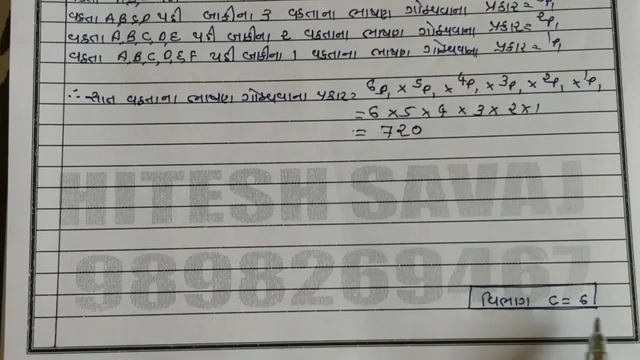 વક્તા A,B,C,D પછી બાકીના 3 વક્તાના ભાષણ ગોઠવવાના પ્રકાર = ³P₁
વક્તા A,B,C,D,E પછી બાકીના 2 વક્તાના ભાષણ ગોઠવવાના પ્રકાર = ²P₁
વક્તા A,B,C,D,E,F પછી બાકીના 1 વક્તાના ભાષણ ગોઠવવાના પ્રકાર = ¹P₁
∴ સાત વક્તાના ભાષણ ગોઠવવાના પ્રકાર = ⁶P₁ × ⁵P₁ × ⁴P₁ × ³P₁ × ²P₁ × ¹P₁
= 6 × 5 × 4 × 3 × 2 × 1
= 720
HITESH SAVAJ
9898269467
વિભાગ C = 6